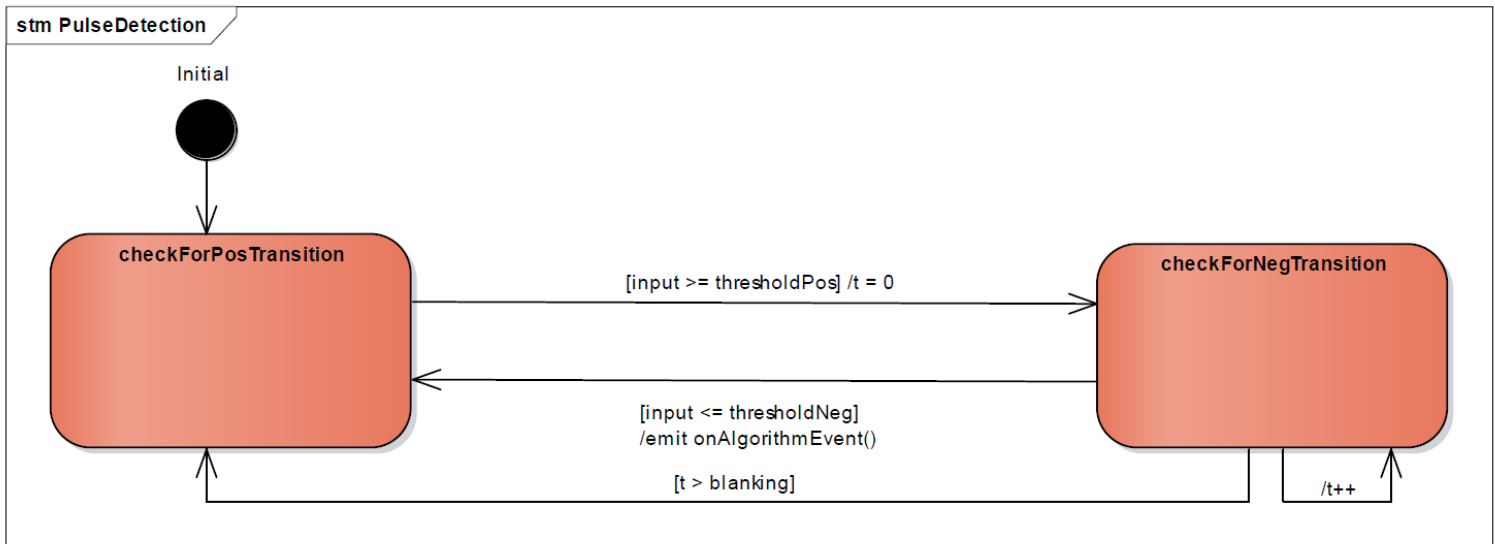 stm PulseDetection
Initial
checkForPosTransition
checkForNegTransition
[input >= thresholdPos] /t = 0
[input <= thresholdNeg]
/emit onAlgorithmEvent()
[t > blanking]
/t++